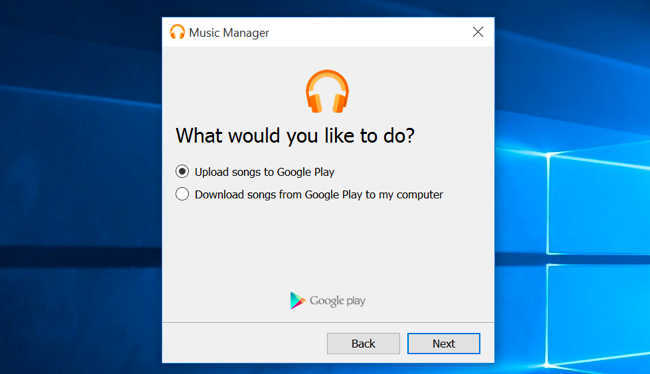 Music Manager
What would you like to do?
Upload songs to Google Play
Download songs from Google Play to my computer
Google play
Back
Next